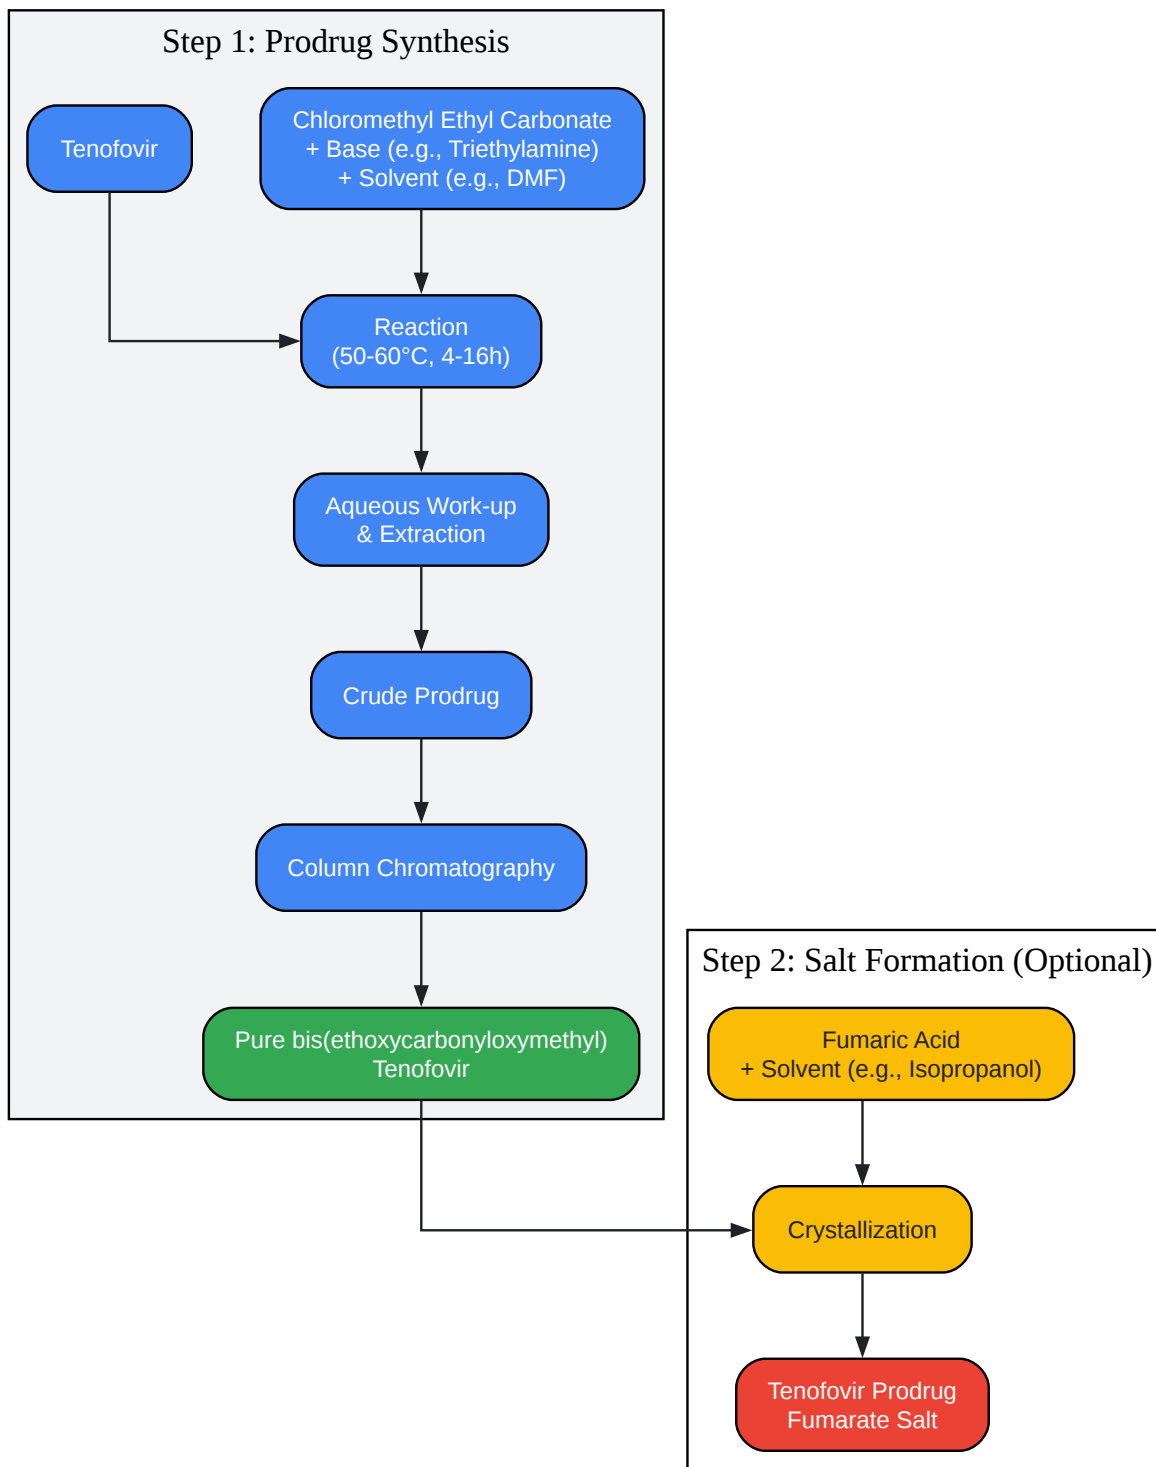 Step 1: Prodrug Synthesis
Tenofovir
Chloromethyl Ethyl Carbonate
+ Base (e.g., Triethylamine)
+ Solvent (e.g., DMF)
Reaction
(50-60°C, 4-16h)
Aqueous Work-up
& Extraction
Crude Prodrug
Column Chromatography
Pure bis(ethoxycarbonyloxymethyl)
Tenofovir
Step 2: Salt Formation (Optional)
Fumaric Acid
+ Solvent (e.g., Isopropanol)
Crystallization
Tenofovir Prodrug
Fumarate Salt